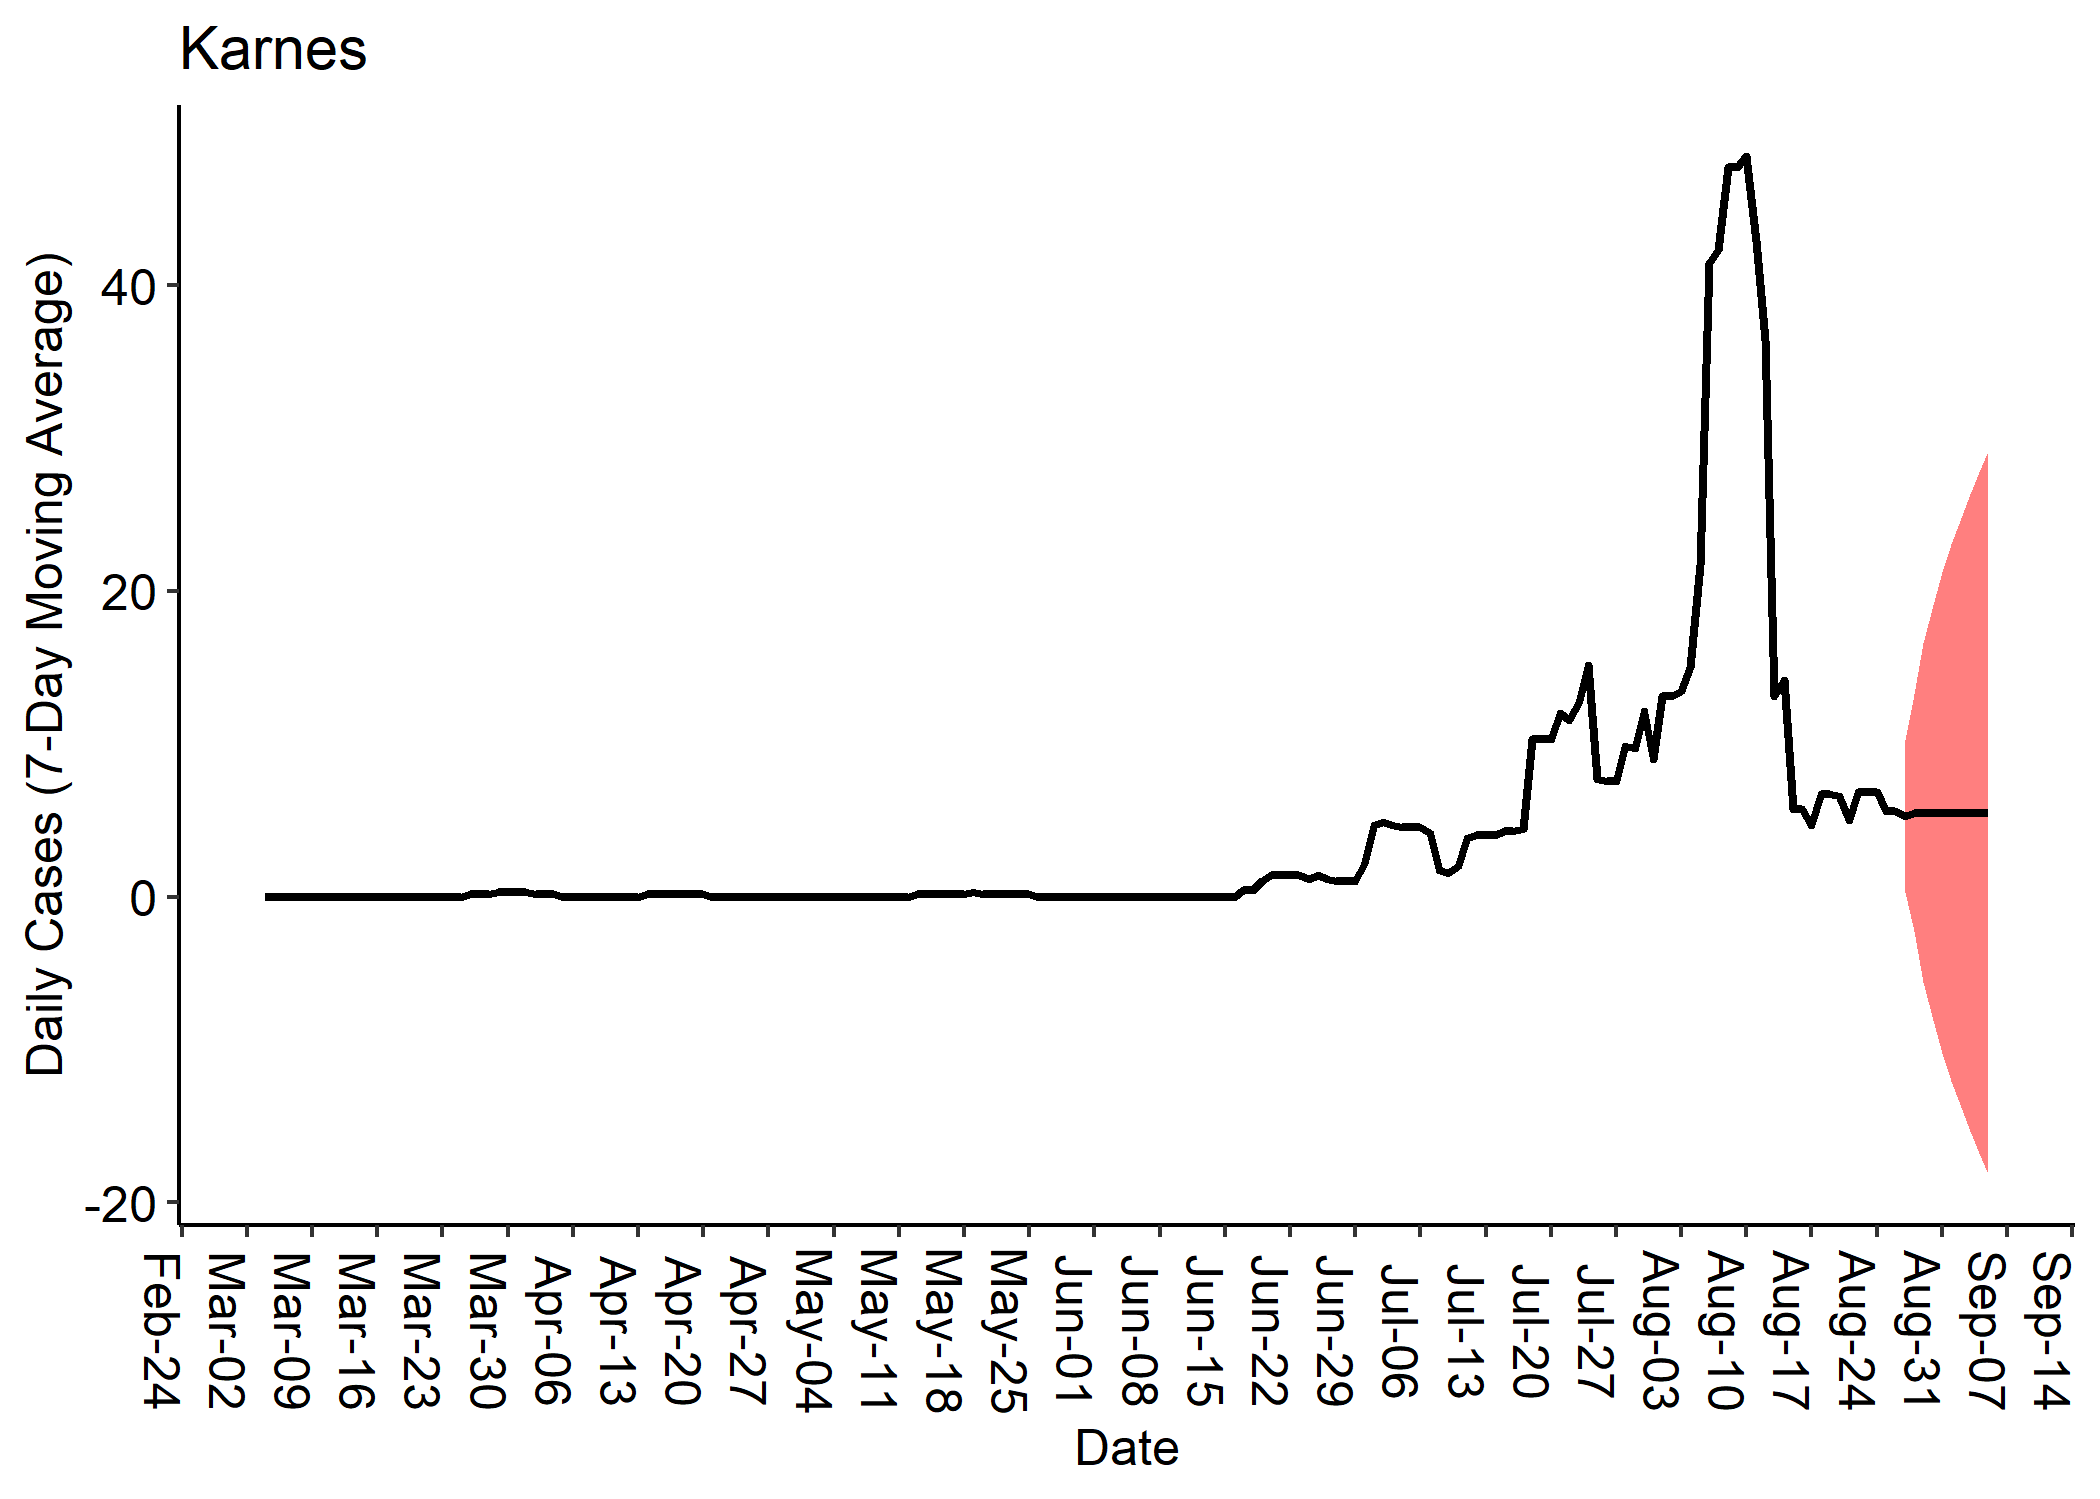 Karnes
Daily Cases (7-Day Moving Average)
40
20
0
-20
Feb-24
Mar-02
Mar-09
Mar-16
Mar-23
Mar-30
Apr-06
Apr-13
Apr-20
Apr-27
May-04
May-11
May-18
May-25
Jun-01
Jun-08
Jun-15
Jun-22
Jun-29
Jul-06
Jul-13
Jul-20
Jul-27
Aug-03
Aug-10
Aug-17
Aug-24
Aug-31
Sep-07
Sep-14
Date